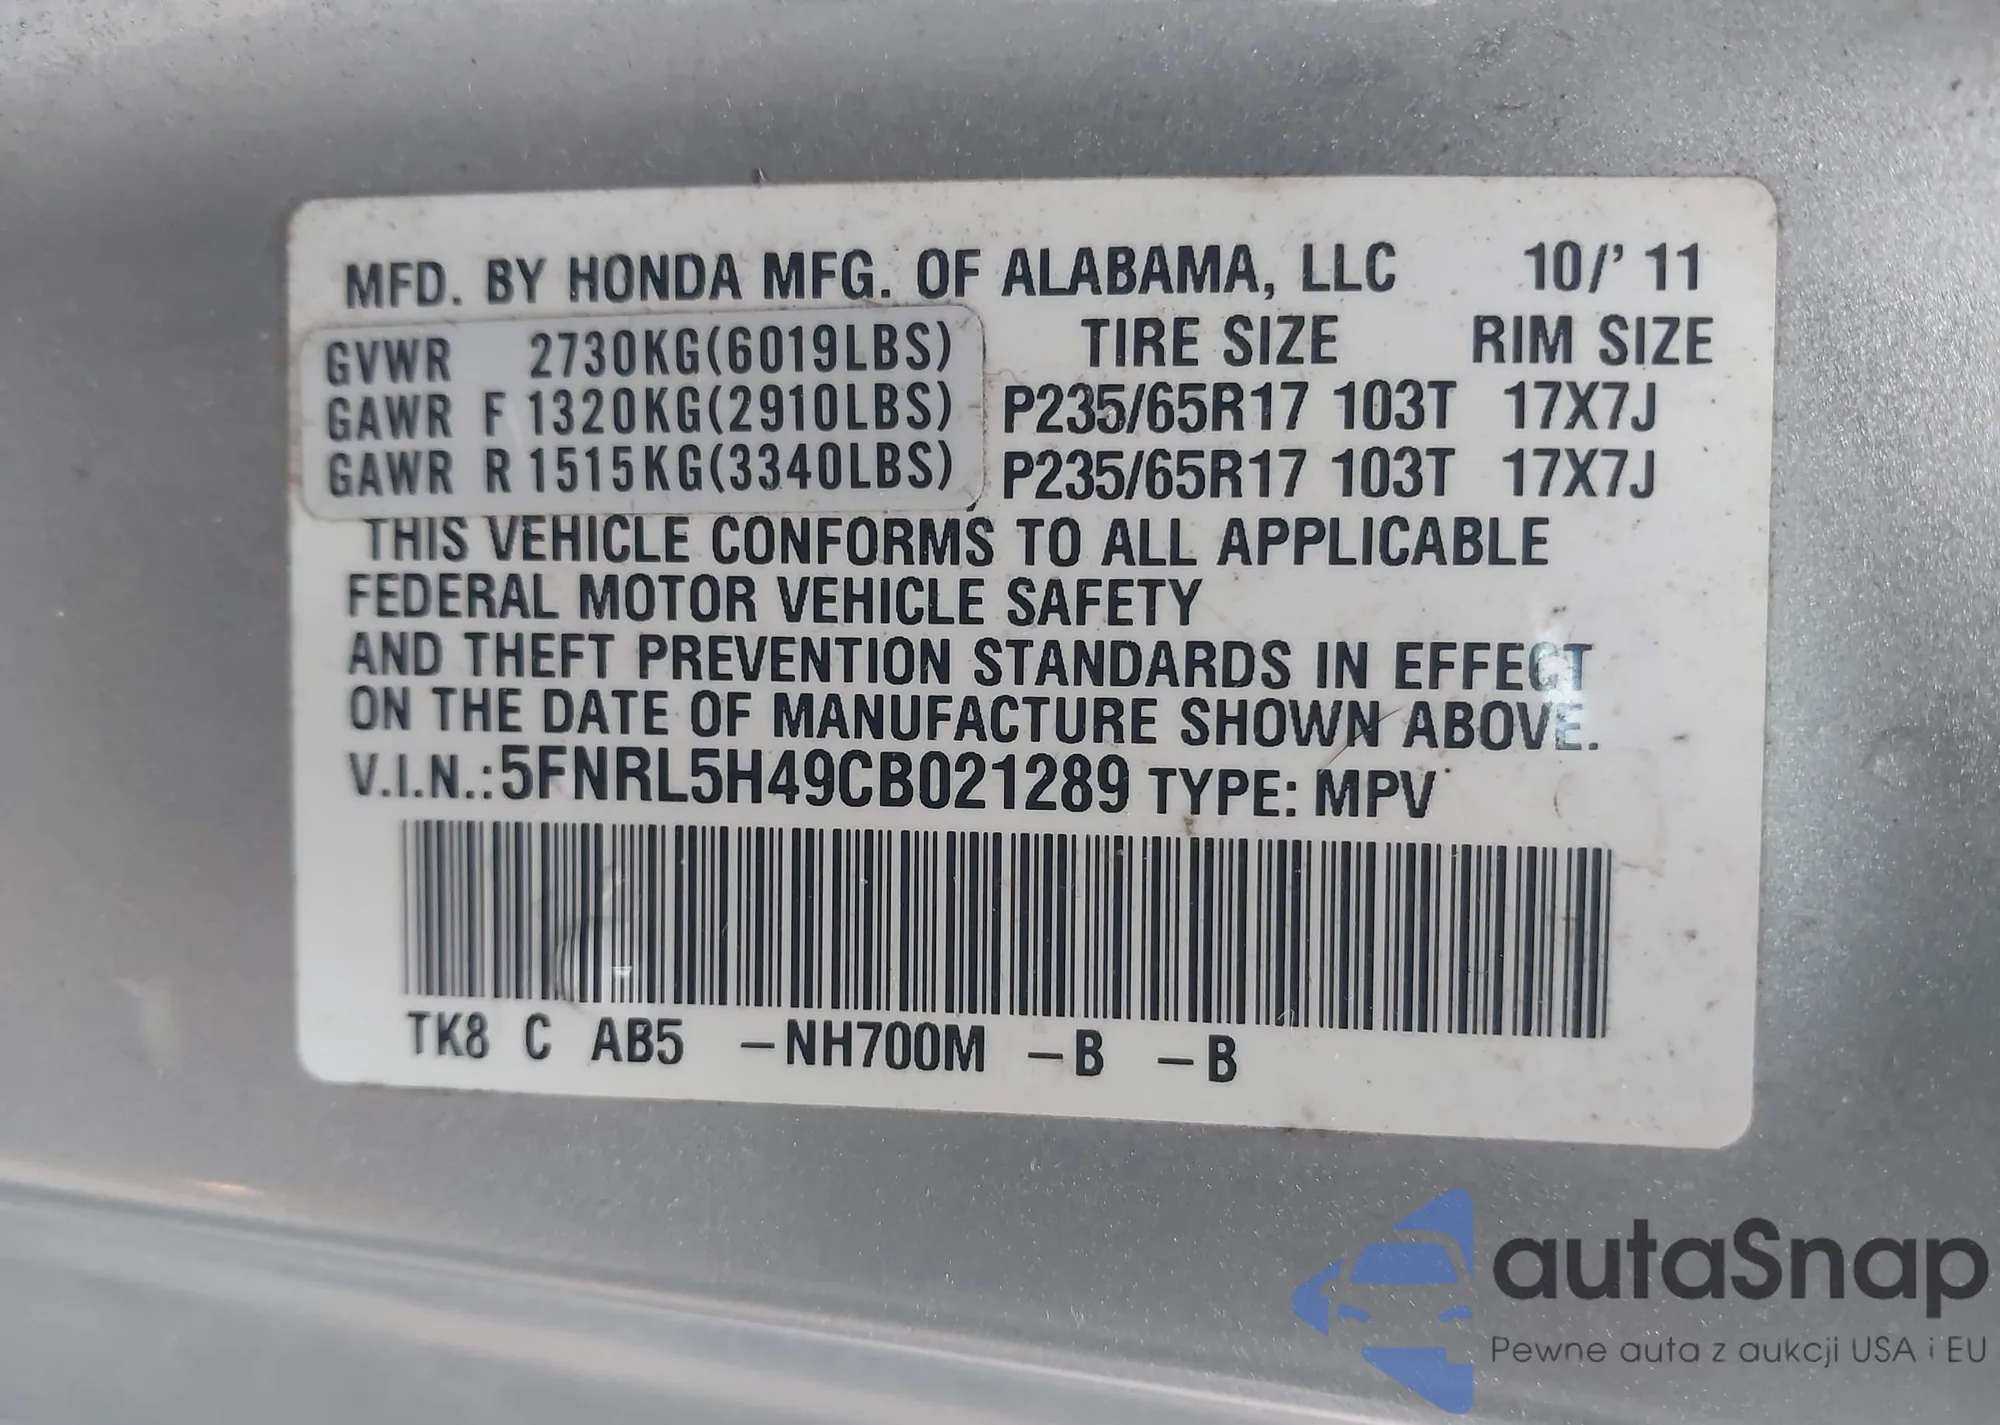 MFD. BY HONDA MFG. OF ALABAMA, LLC 10/'11
GVWR 2730KG(6019LBS) TIRE SIZE RIM SIZE
GAWR F 1320KG(2910LBS) P235/65R17 103T 17X7J
GAWR R 1515KG(3340LBS) P235/65R17 103T 17X7J
THIS VEHICLE CONFORMS TO ALL APPLICABLE
FEDERAL MOTOR VEHICLE SAFETY
AND THEFT PREVENTION STANDARDS IN EFFECT
ON THE DATE OF MANUFACTURE SHOWN ABOVE.
V.I.N.:5FNRL5H49CB021289 TYPE: MPV
TK8 C AB5 –NH700M –B –B
autaSnap
Pewne auta z aukcji USA i EU